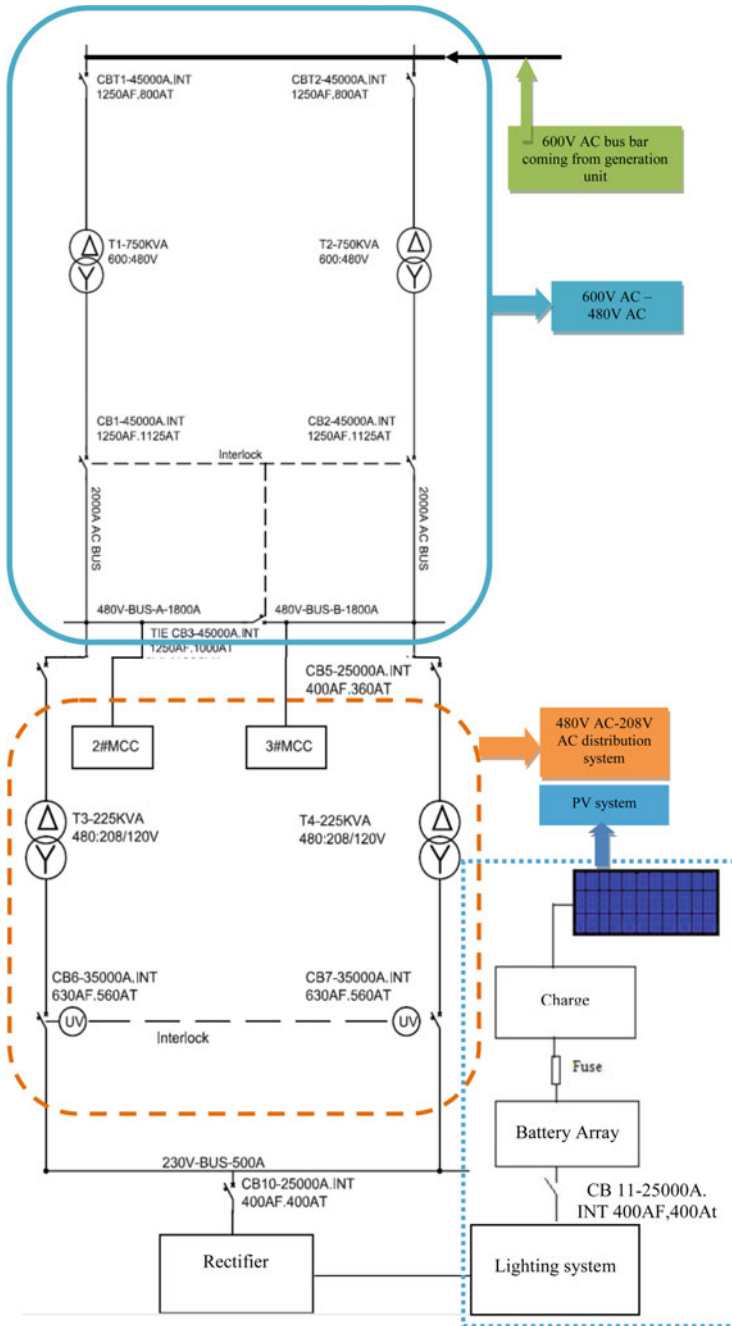 CBT1-45000A.INT
1250AF,800AT
CBT2-45000A.INT
1250AF,800AT
600V AC bus bar
coming from generation
unit
T1-750KVA
600:480V
T2-750KVA
600:480V
600V AC –
480V AC
CB1-45000A.INT
1250AF.1125AT
CB2-45000A.INT
1250AF.1125AT
Interlock
2000A AC BUS
2000A AC BUS
480V-BUS-A-1800A
480V-BUS-B-1800A
TIE CB3-45000A.INT
1250AF.1000AT
CB5-25000A.INT
400AF.360AT
2#MCC
3#MCC
480V AC-208V
AC distribution
system
PV system
T3-225KVA
480:208/120V
T4-225KVA
480:208/120V
CB6-35000A.INT
630AF.560AT
CB7-35000A.INT
630AF.560AT
UV
UV
Interlock
Charge
Fuse
Battery Array
230V-BUS-500A
CB10-25000A.INT
400AF.400AT
CB 11-25000A.
INT 400AF,400At
Rectifier
Lighting system